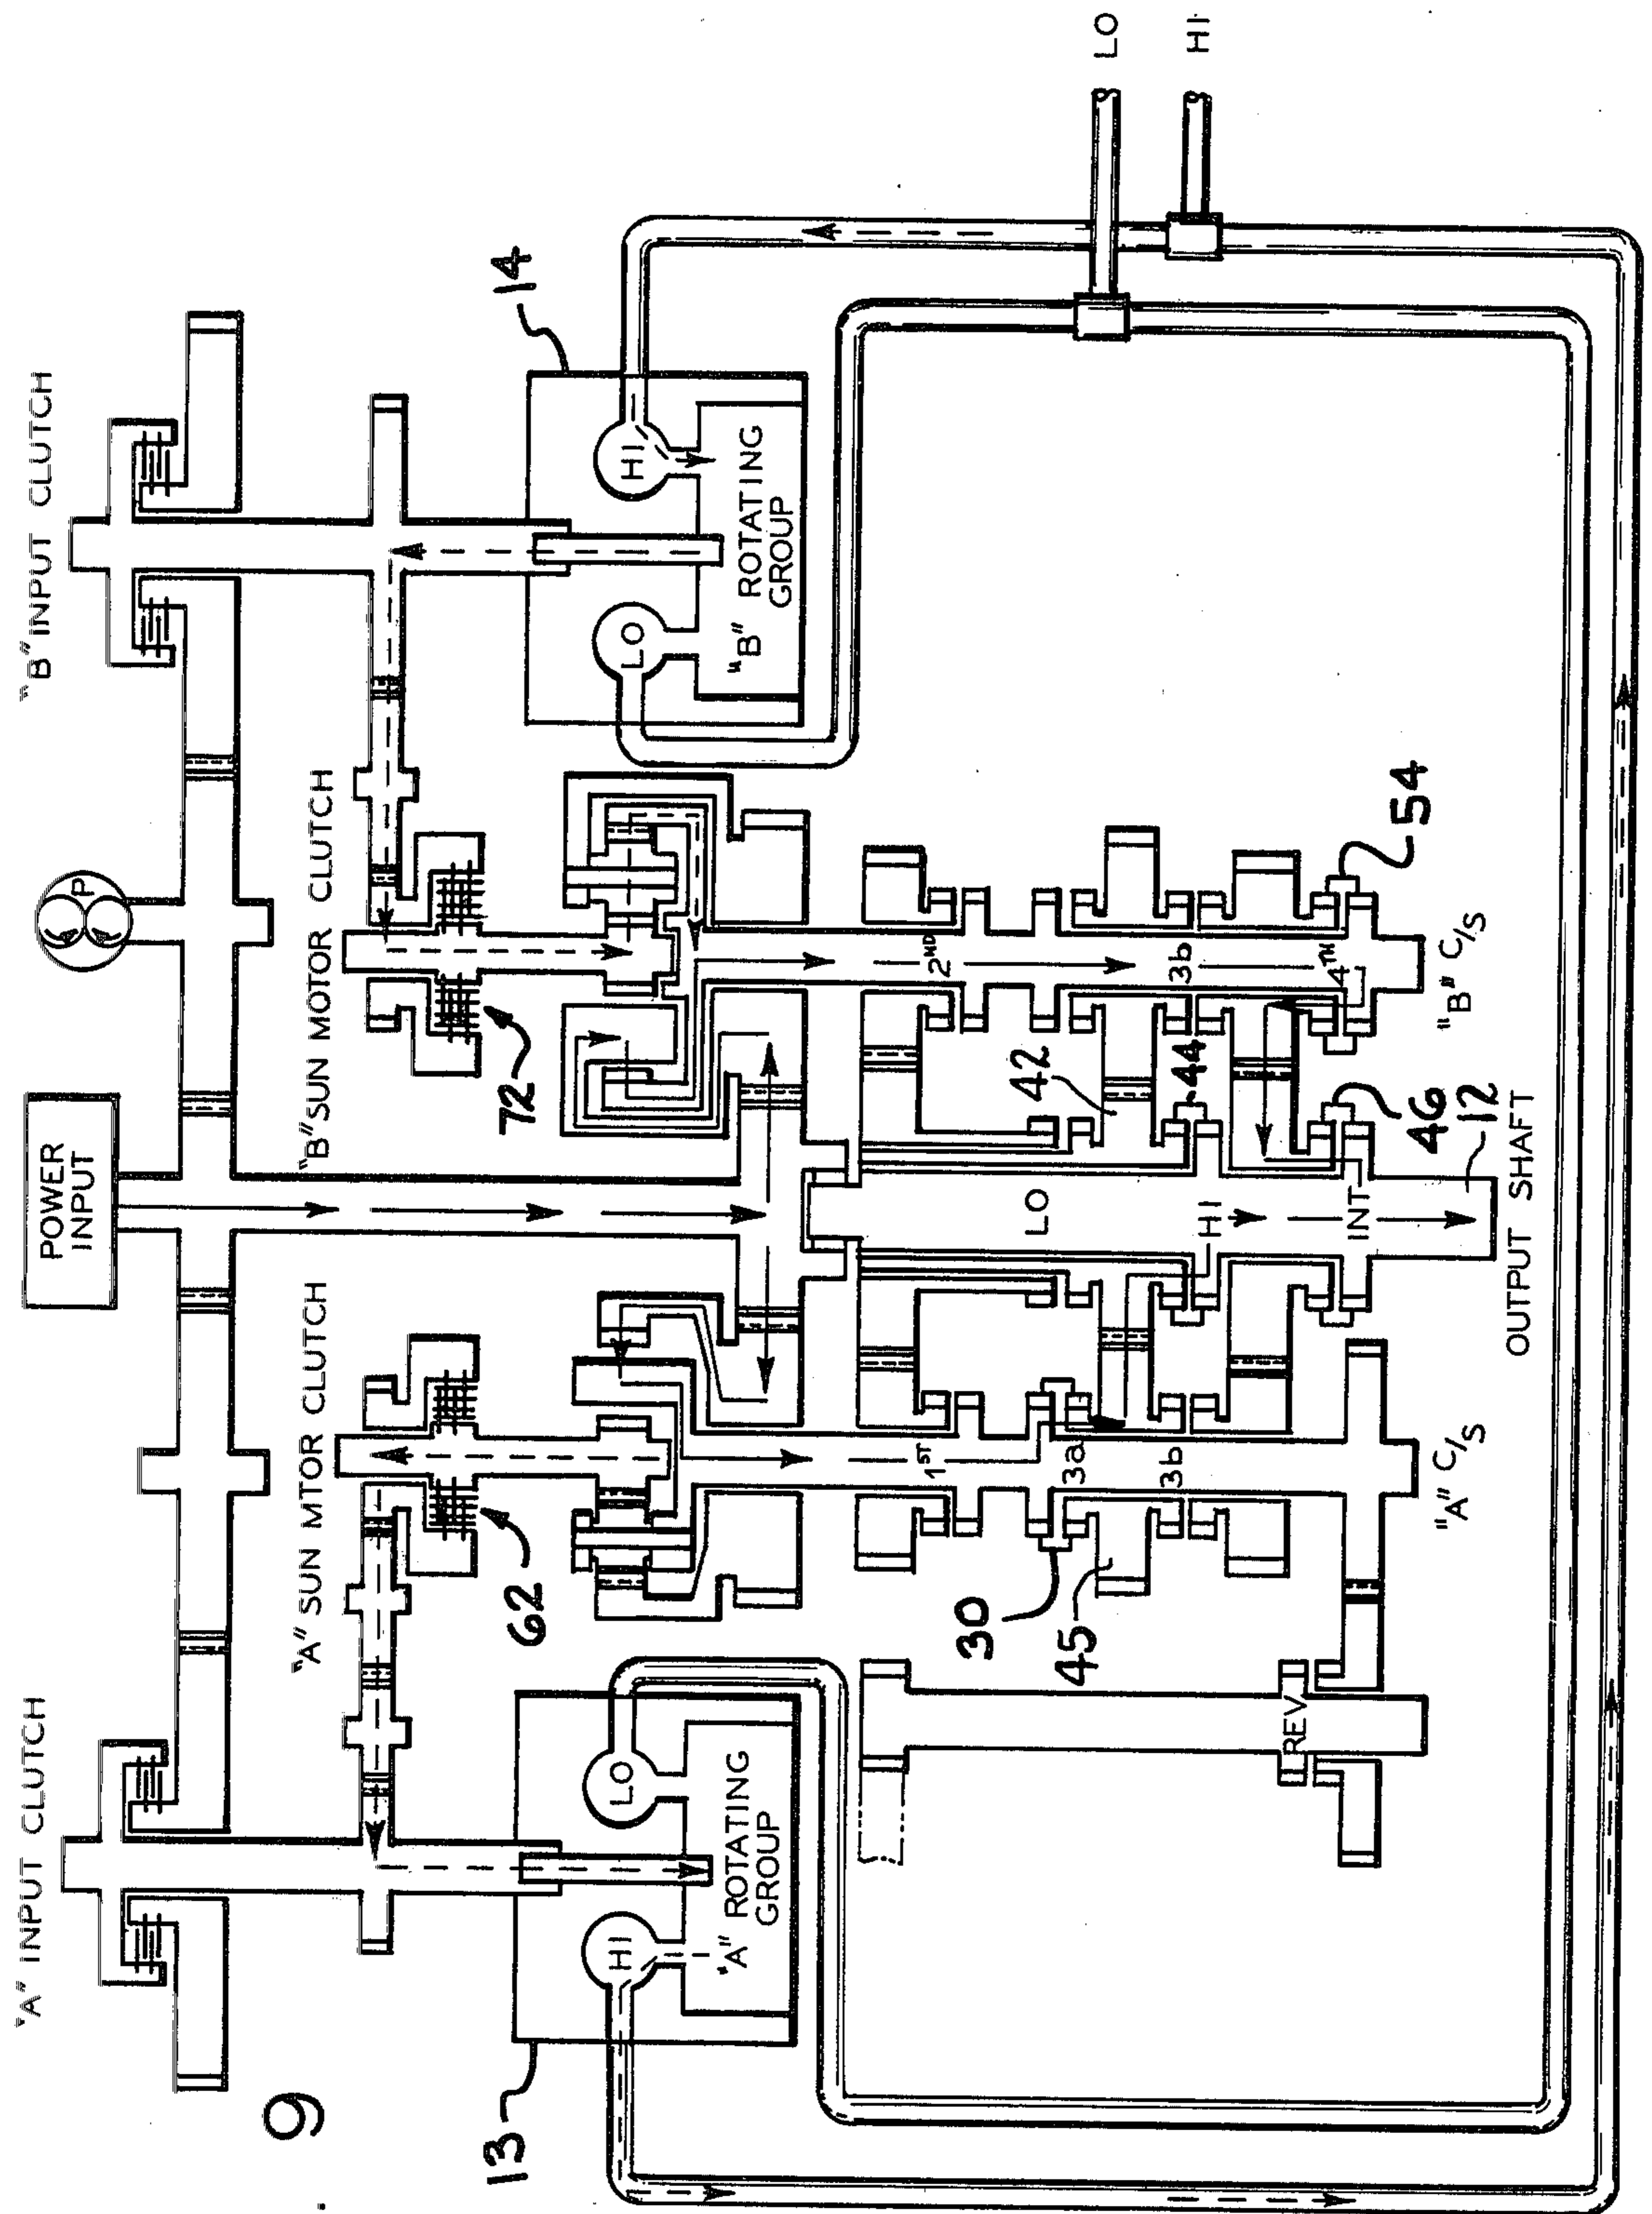 LO
HI
"B" INPUT CLUTCH
14
P
"B" SUN MOTOR CLUTCH
HI
LO
"B" ROTATING
GROUP
72
POWER
INPUT
2ND
3b
4TH
54
"B" C/S
42
44
46
12
LO
HI
INT
OUTPUT SHAFT
"A" SUN MTOR CLUTCH
62
1ST
3a
3b
"A" C/S
30
45
"A" INPUT CLUTCH
LO
HI
"A" ROTATING
GROUP
REV
13
9